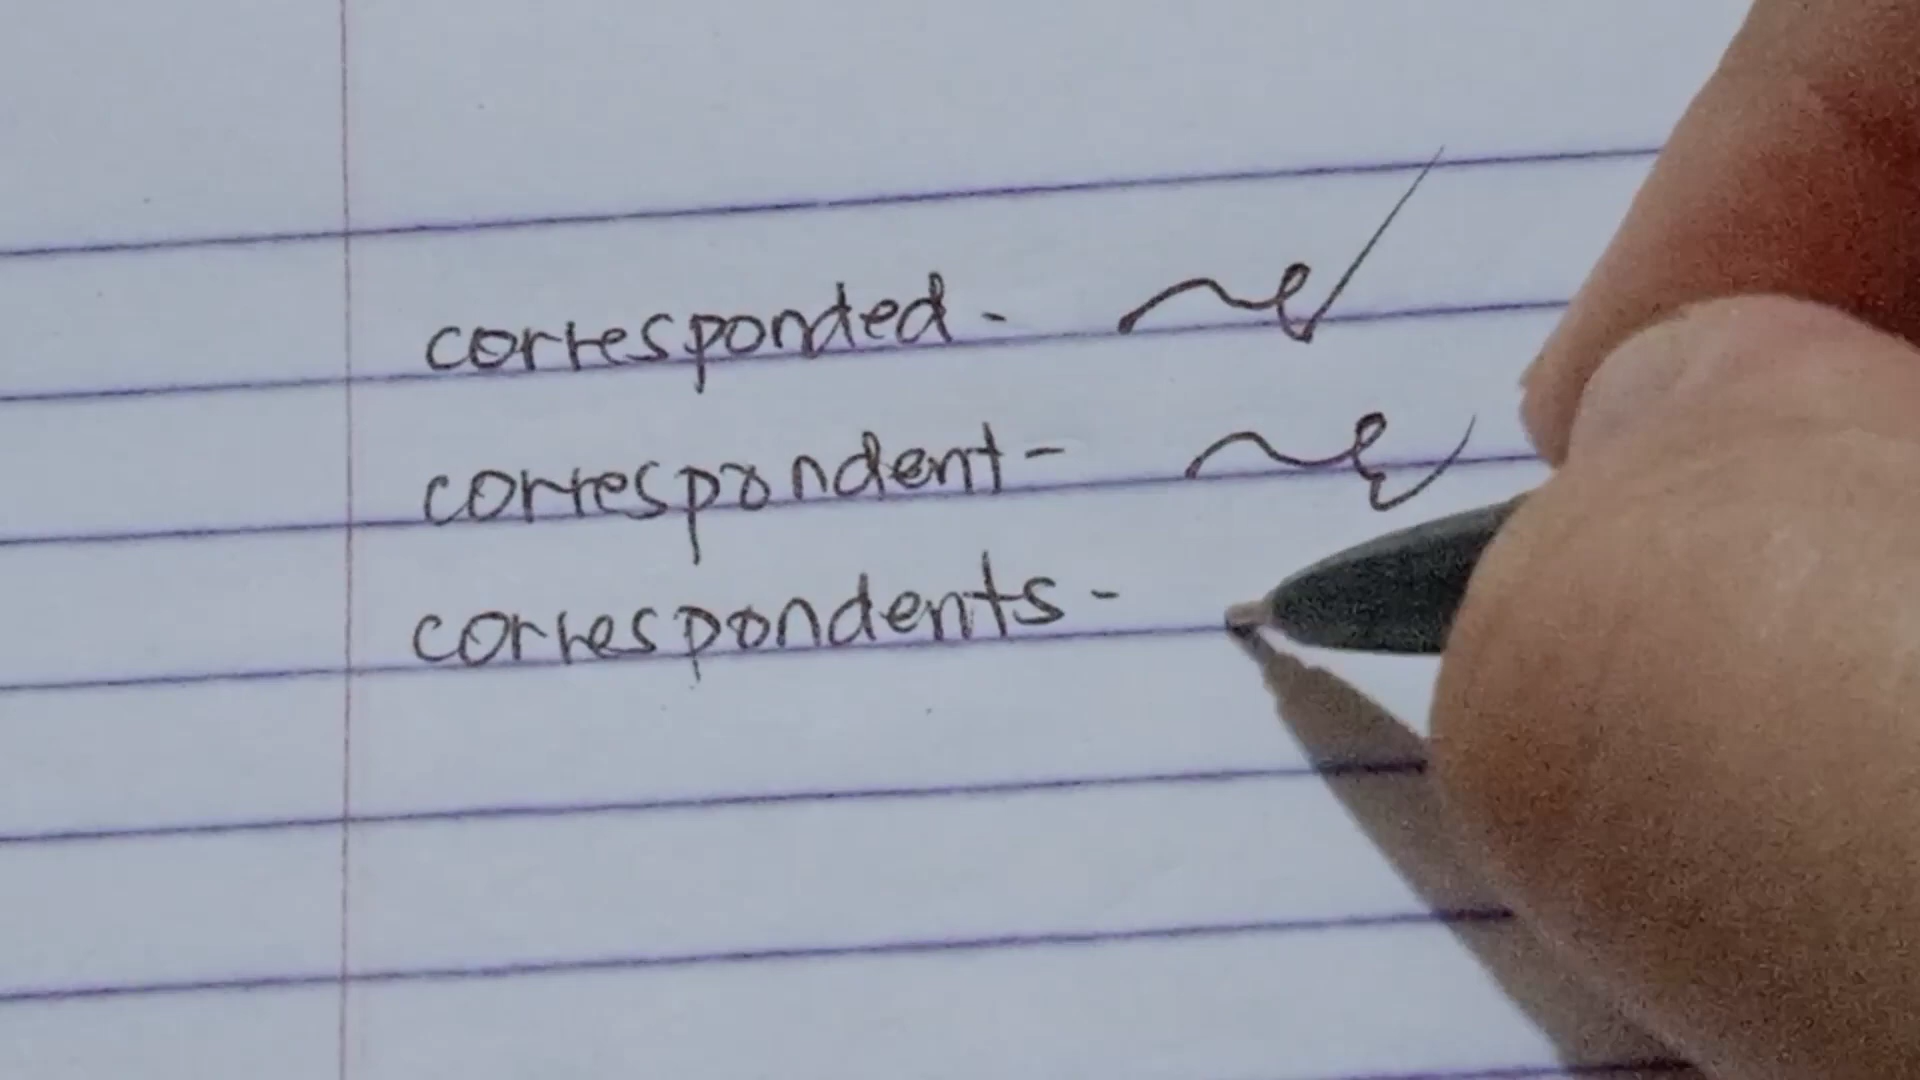 corresponded -
correspondent -
correspondents -